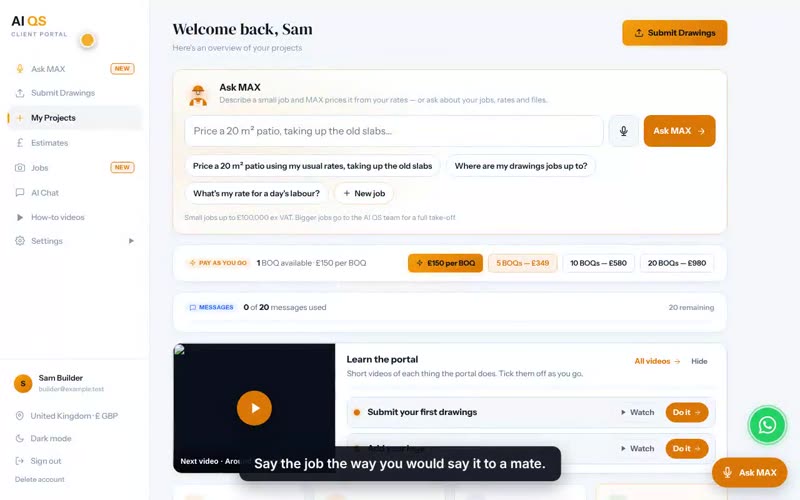 AI QS
CLIENT PORTAL
Ask MAX
NEW
Submit Drawings
My Projects
£ Estimates
Jobs
NEW
AI Chat
How-to videos
Settings
S
Sam Builder
builder@example.test
United Kingdom · £ GBP
Dark mode
Sign out
Delete account
Welcome back, Sam
Here's an overview of your projects
Submit Drawings
Ask MAX
Describe a small job and MAX prices it from your rates — or ask about your jobs, rates and files.
Price a 20 m² patio, taking up the old slabs...
Ask MAX →
Price a 20 m² patio using my usual rates, taking up the old slabs
Where are my drawings jobs up to?
What's my rate for a day's labour?
+ New job
Small jobs up to £100,000 ex VAT. Bigger jobs go to the AI QS team for a full take-off.
PAY AS YOU GO
1 BOQ available · £150 per BOQ
£150 per BOQ
5 BOQs — £349
10 BOQs — £580
20 BOQs — £980
MESSAGES
0 of 20 messages used
20 remaining
Next video · Arou
Learn the portal
All videos →
Hide
Short videos of each thing the portal does. Tick them off as you go.
Submit your first drawings
Watch
Do it →
Watch
Do it →
Say the job the way you would say it to a mate.
Ask MAX